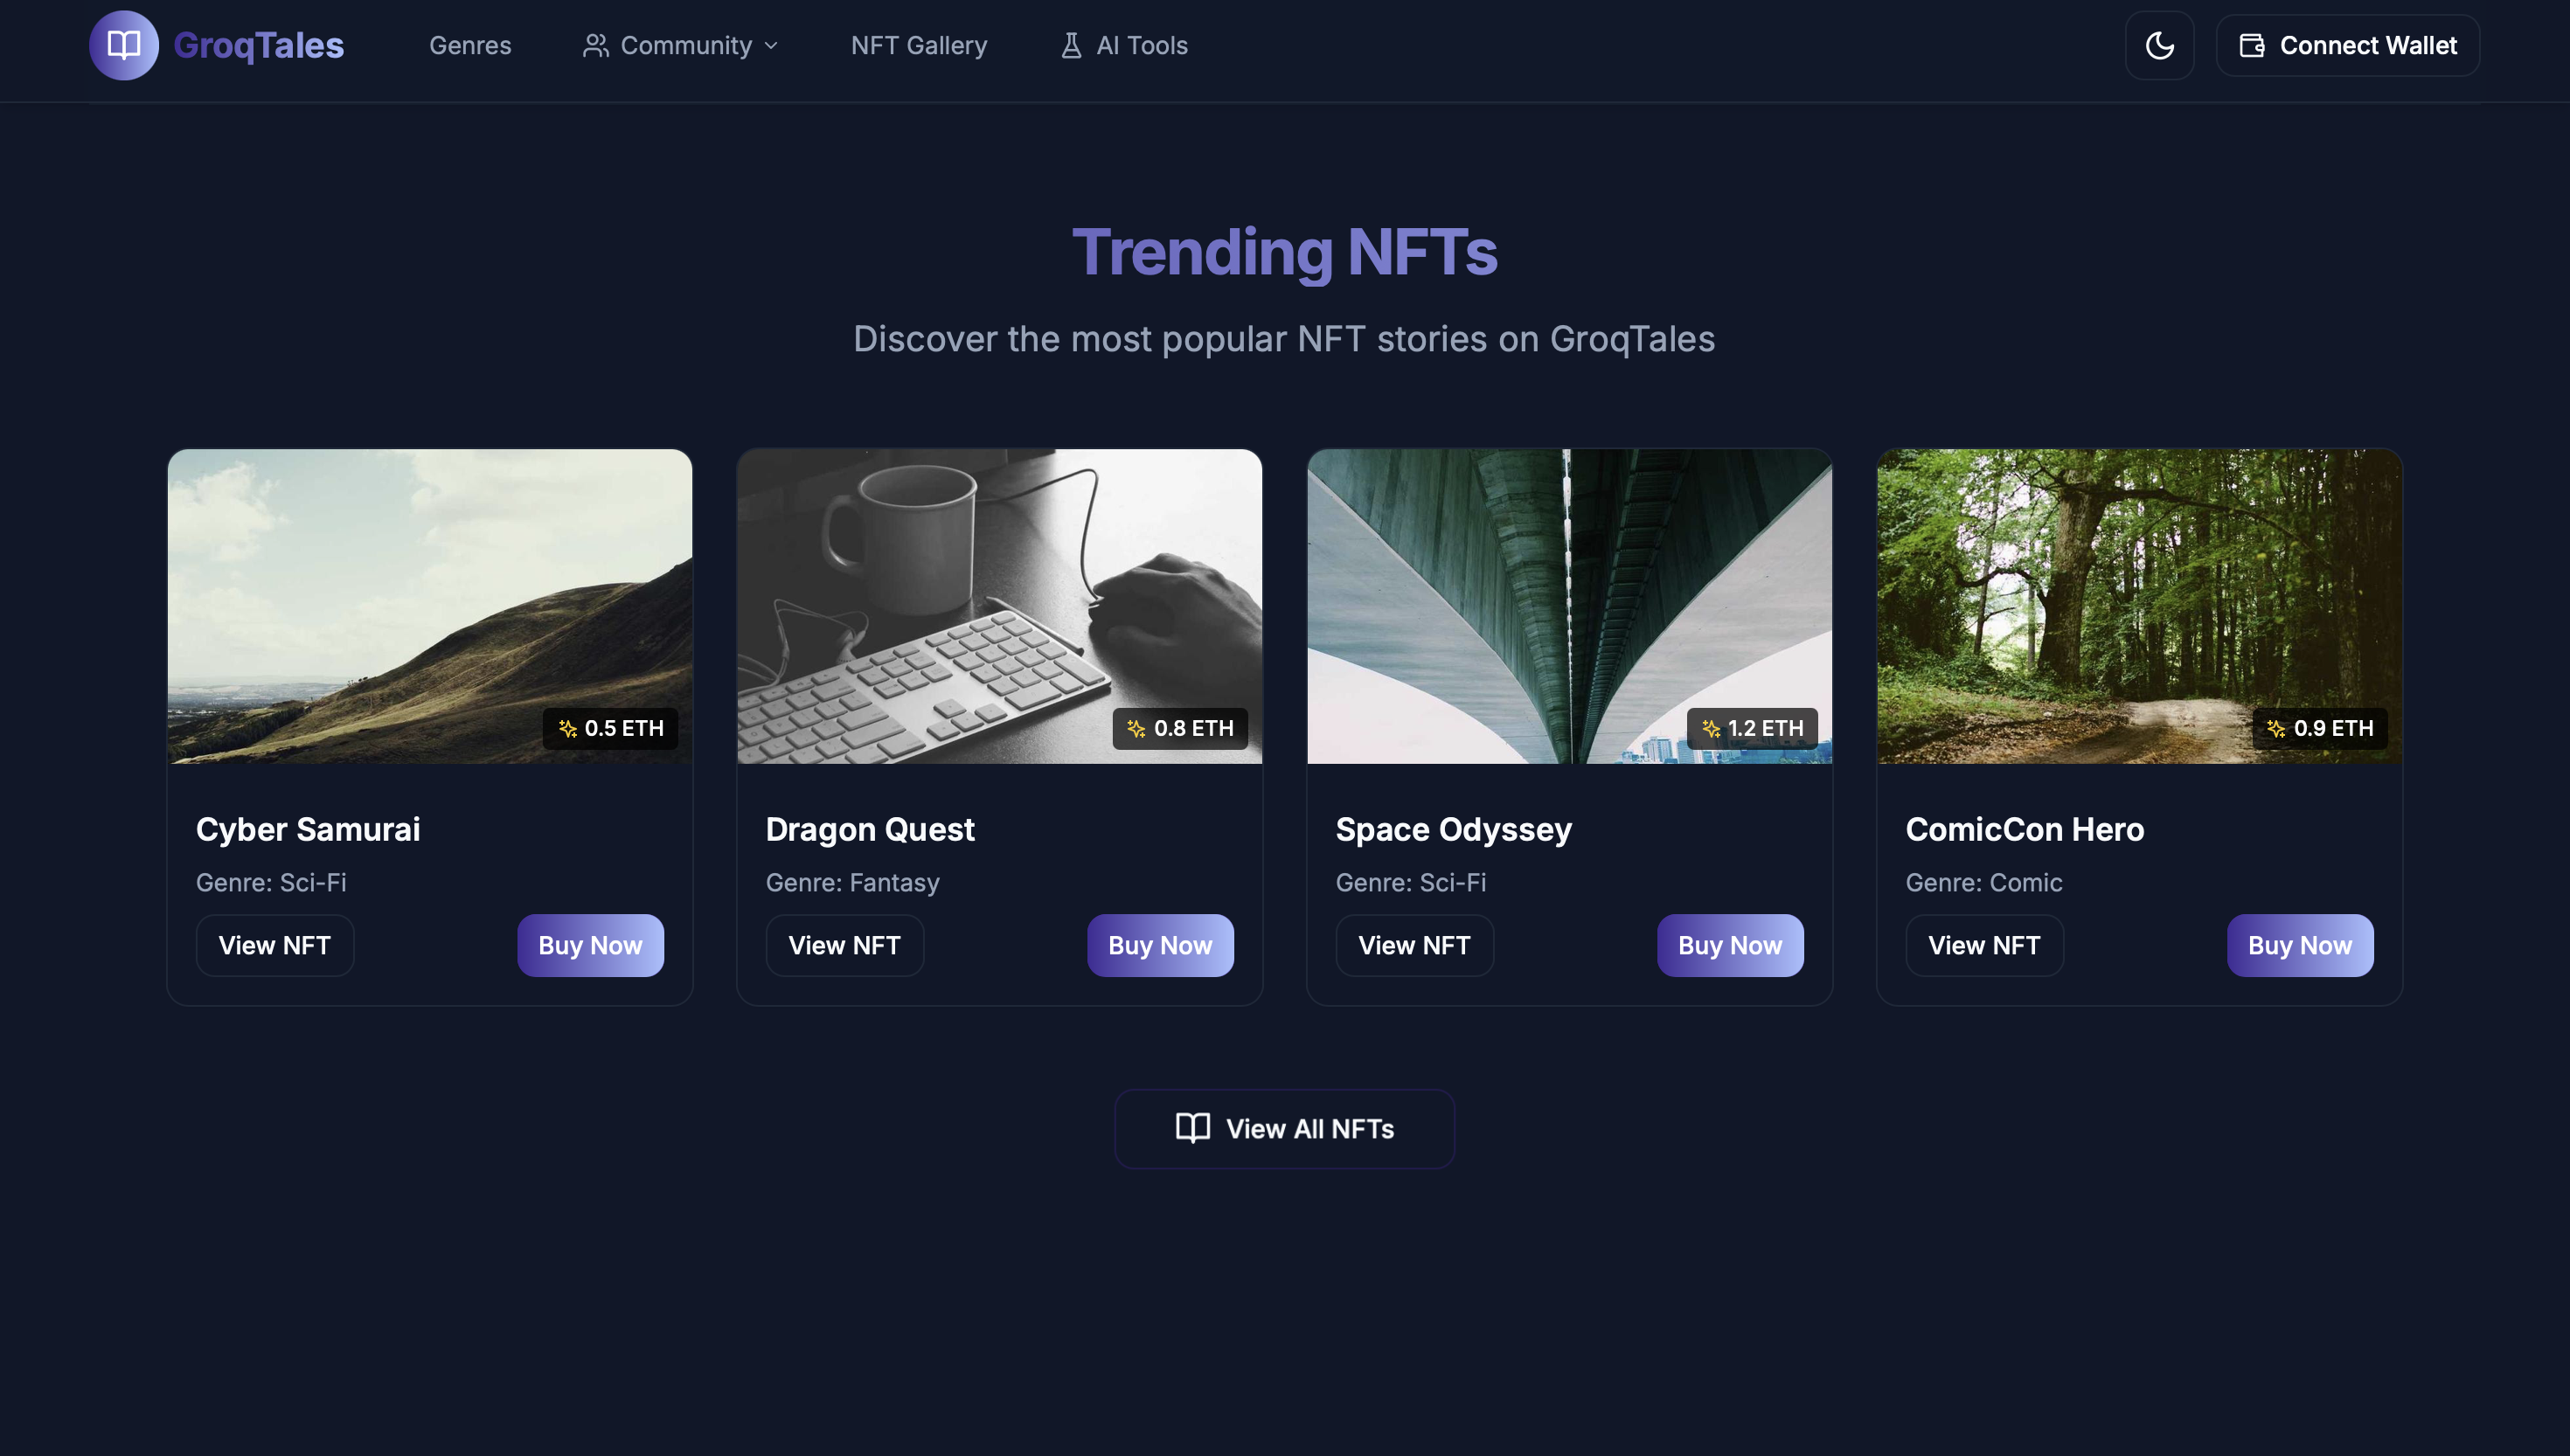 GroqTales
Genres
Community
NFT Gallery
AI Tools
Connect Wallet
Trending NFTs
Discover the most popular NFT stories on GroqTales
0.5 ETH
0.8 ETH
1.2 ETH
0.9 ETH
Cyber Samurai
Genre: Sci-Fi
View NFT
Buy Now
Dragon Quest
Genre: Fantasy
View NFT
Buy Now
Space Odyssey
Genre: Sci-Fi
View NFT
Buy Now
ComicCon Hero
Genre: Comic
View NFT
Buy Now
View All NFTs